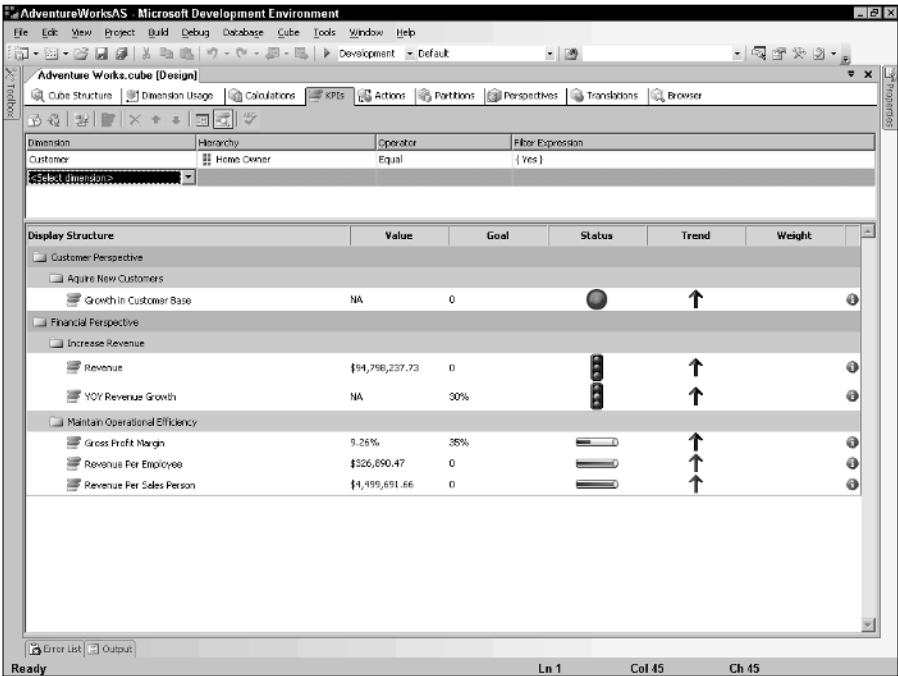 AdventureWorksAS - Microsoft Development Environment
File Edit View Project Build Debug Database Cube Tools Window Help
Development Default
Adventure Works.cube [Design]
Toolbox
Properties
Cube Structure Dimension Usage Calculations KPIs Actions Partitions Perspectives Translations Browser
Dimension Hierarchy Operator Filter Expression
Customer Home Owner Equal { Yes }
<Select dimension>
Display Structure Value Goal Status Trend Weight
Customer Perspective
Aquire New Customers
Growth in Customer Base NA 0
Financial Perspective
Increase Revenue
Revenue $94,798,237.73 0
YOY Revenue Growth NA 30%
Maintain Operational Efficiency
Gross Profit Margin 9.26% 35%
Revenue Per Employee $326,890.47 0
Revenue Per Sales Person $4,499,691.66 0
Error List Output
Ready Ln 1 Col 45 Ch 45